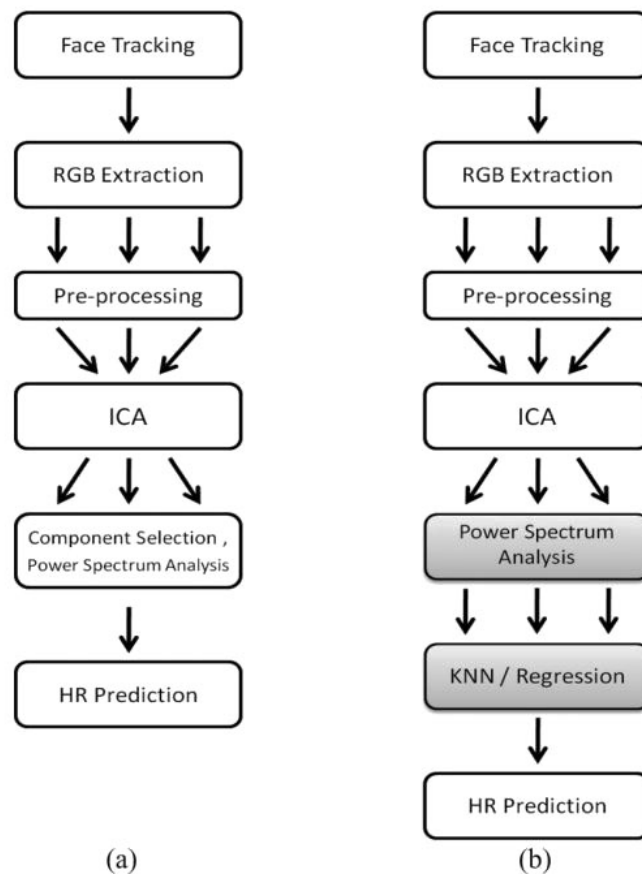 Face Tracking
RGB Extraction
Pre-processing
ICA
Component Selection ,
Power Spectrum Analysis
HR Prediction
(a)
Face Tracking
RGB Extraction
Pre-processing
ICA
Power Spectrum
Analysis
KNN / Regression
HR Prediction
(b)